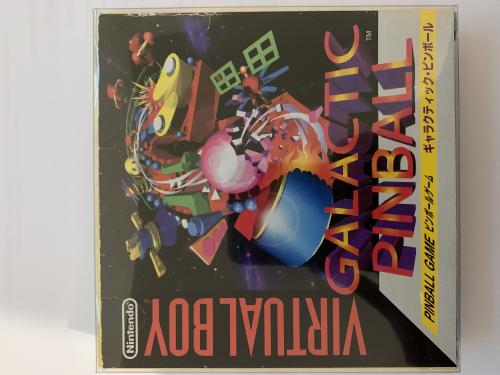 Nintendo
VIRTUAL BOY
TM
GALACTIC
TM
PINBALL
PINBALL GAME ピンボールゲーム ギャラクティック・ピンボール